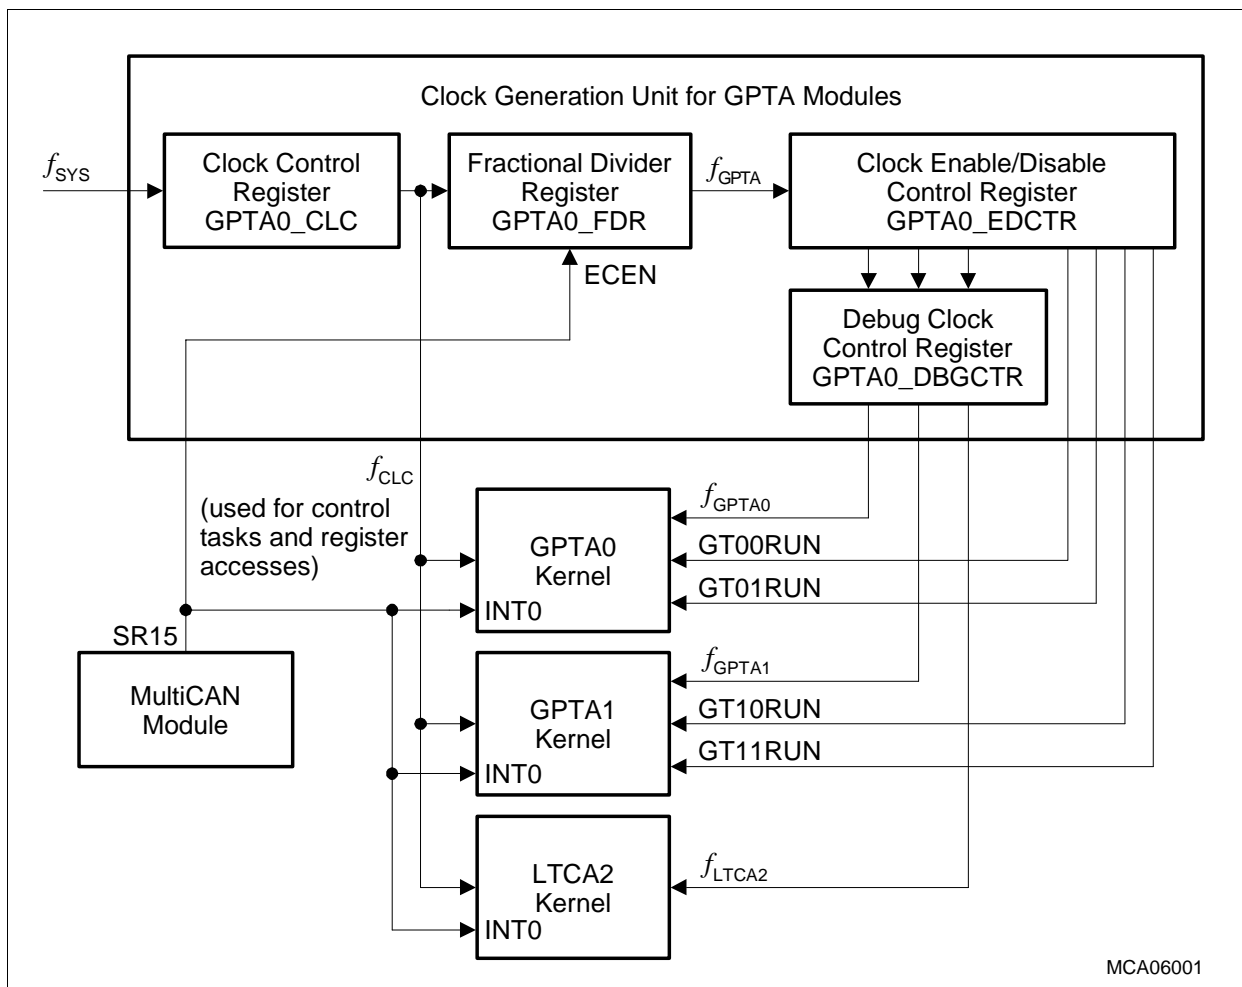 Clock Generation Unit for GPTA Modules
fSYS
Clock Control
Register
GPTA0_CLC
Fractional Divider
Register
GPTA0_FDR
fGPTA
Clock Enable/Disable
Control Register
GPTA0_EDCTR
ECEN
Debug Clock
Control Register
GPTA0_DBGCTR
fCLC
(used for control
tasks and register
accesses)
fGPTA0
GPTA0
Kernel
GT00RUN
GT01RUN
INT0
SR15
MultiCAN
Module
fGPTA1
GPTA1
Kernel
GT10RUN
GT11RUN
INT0
LTCA2
Kernel
fLTCA2
INT0
MCA06001